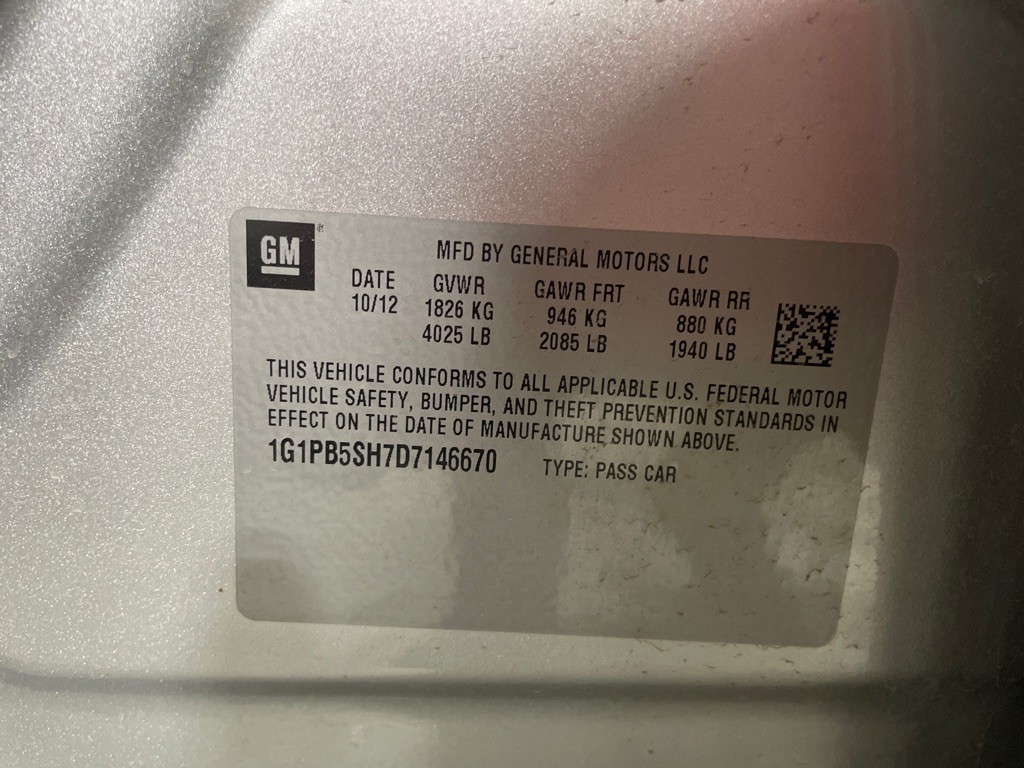 GM
MFD BY GENERAL MOTORS LLC
DATE GVWR GAWR FRT GAWR RR
10/12 1826 KG 946 KG 880 KG
4025 LB 2085 LB 1940 LB
THIS VEHICLE CONFORMS TO ALL APPLICABLE U.S. FEDERAL MOTOR
VEHICLE SAFETY, BUMPER, AND THEFT PREVENTION STANDARDS IN
EFFECT ON THE DATE OF MANUFACTURE SHOWN ABOVE.
1G1PB5SH7D7146670 TYPE: PASS CAR